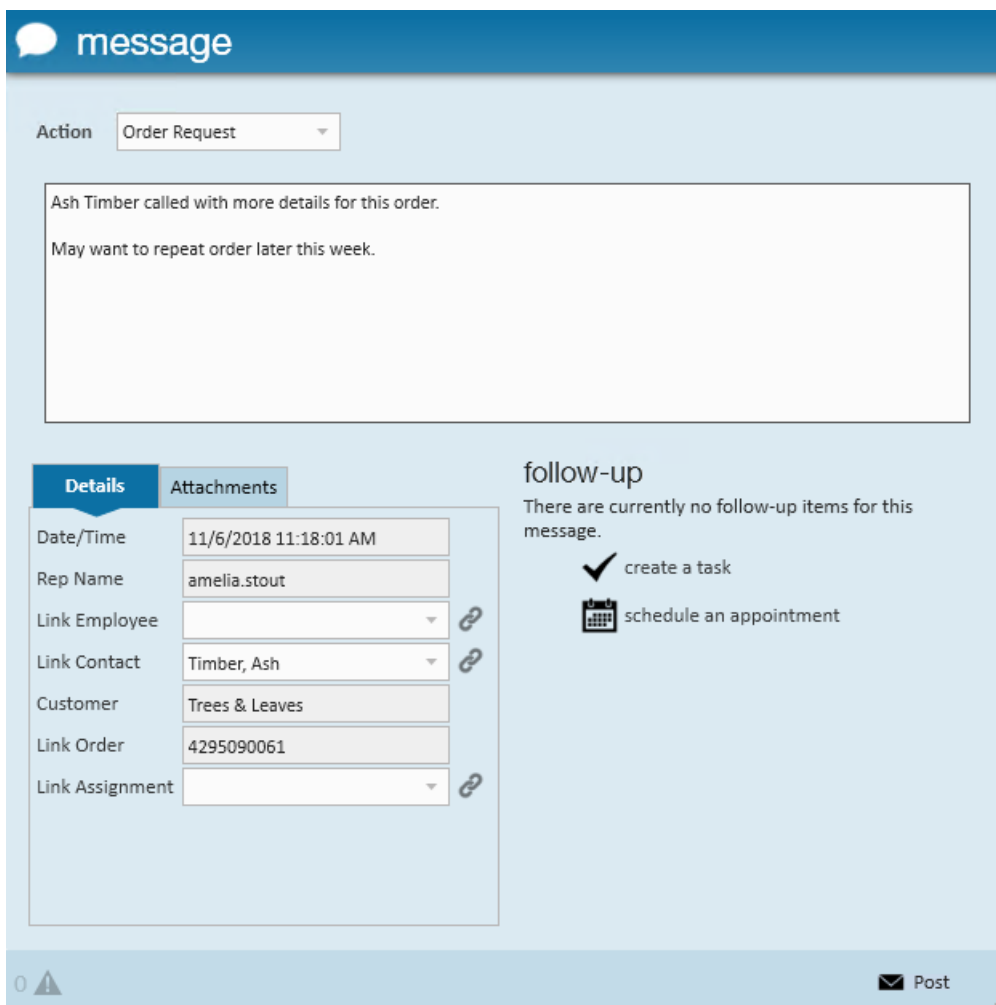 message
Action Order Request
Ash Timber called with more details for this order.
May want to repeat order later this week.
Details Attachments
Date/Time 11/6/2018 11:18:01 AM
Rep Name amelia.stout
Link Employee
Link Contact Timber, Ash
Customer Trees & Leaves
Link Order 4295090061
Link Assignment
follow-up
There are currently no follow-up items for this
message.
create a task
schedule an appointment
0
Post